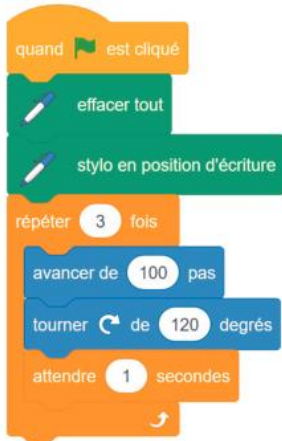 quand est cliqué
effacer tout
stylo en position d'écriture
répéter 3 fois
avancer de 100 pas
tourner de 120 degrés
attendre 1 secondes